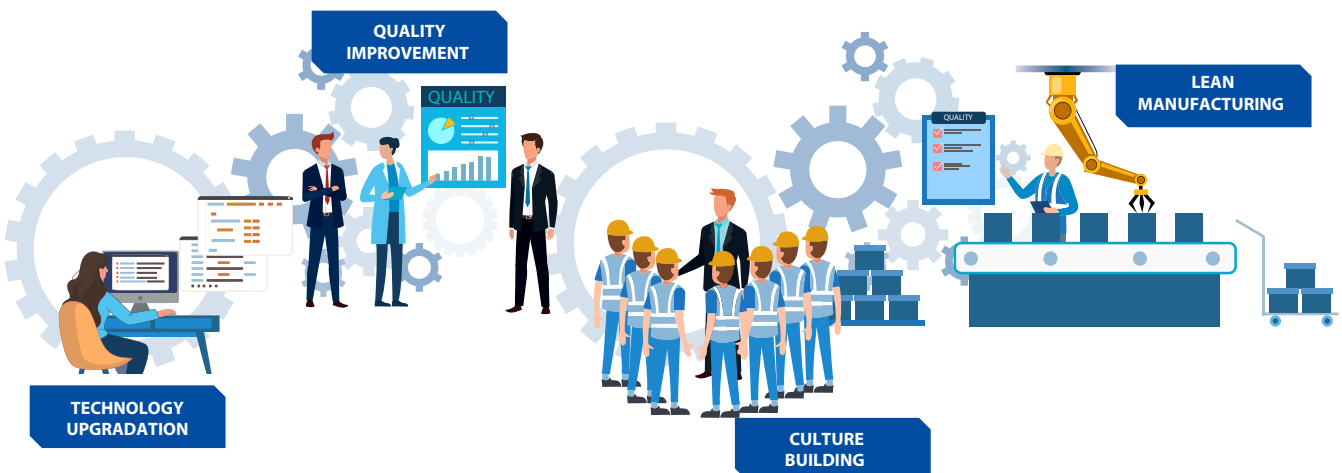 QUALITY
IMPROVEMENT
QUALITY
LEAN
MANUFACTURING
QUALITY
TECHNOLOGY
UPGRADATION
CULTURE
BUILDING